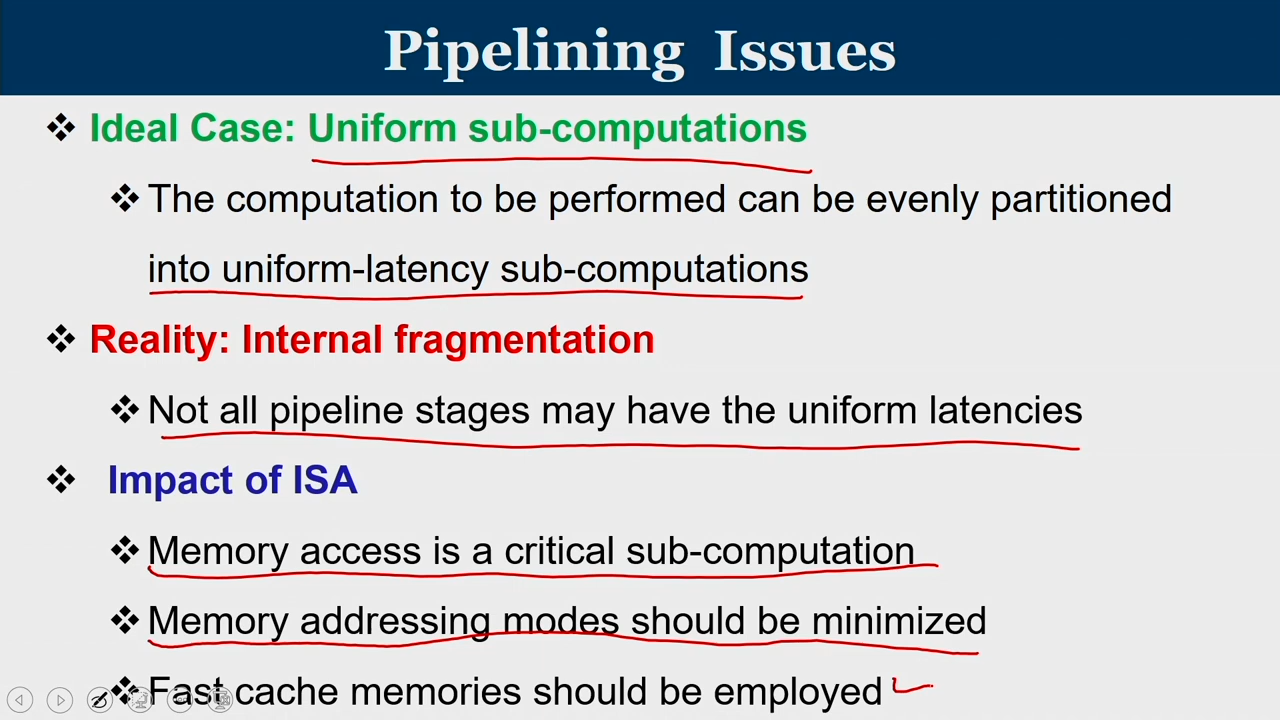 Pipelining Issues
❖ Ideal Case: Uniform sub-computations
❖ The computation to be performed can be evenly partitioned
into uniform-latency sub-computations
❖ Reality: Internal fragmentation
❖ Not all pipeline stages may have the uniform latencies
❖ Impact of ISA
❖ Memory access is a critical sub-computation
❖ Memory addressing modes should be minimized
❖ Fast cache memories should be employed